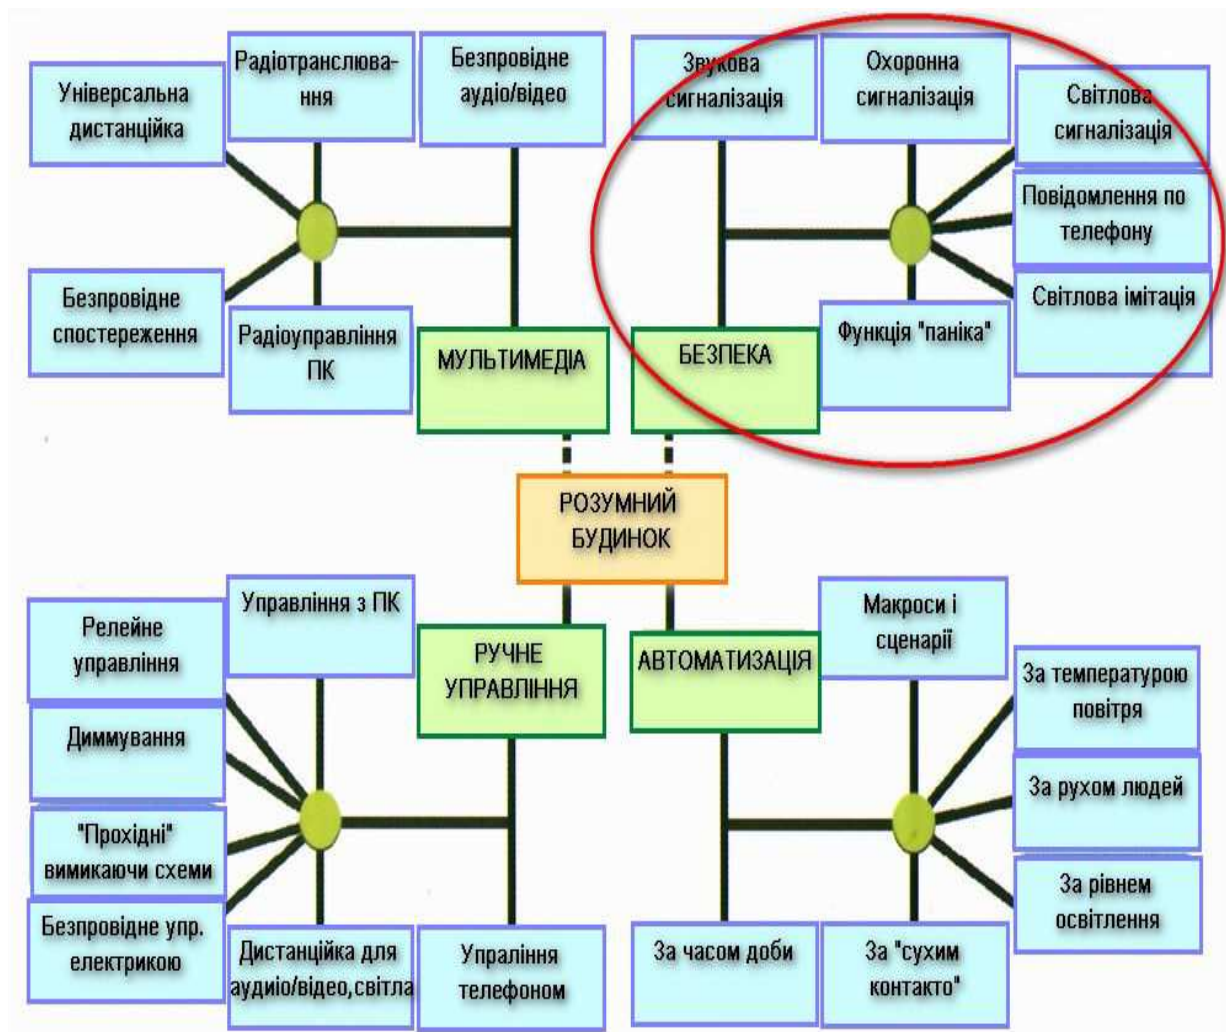 Універсальна
дистанційка
Радіотранслюва-
ння
Безпровідне
аудіо/відео
Безпровідне
спостереження
Радіоуправління
ПК
МУЛЬТИМЕДІА
Звукова
сигналізація
Охоронна
сигналізація
Світлова
сигналізація
Повідомлення по
телефону
Світлова імітація
Функція "паніка"
БЕЗПЕКА
РОЗУМНИЙ
БУДИНОК
Релейне
управління
Управління з ПК
РУЧНЕ
УПРАВЛІННЯ
Диммування
"Прохідні"
вимикаючи схеми
Безпровідне упр.
електрикою
Дистанційка для
аудиіо/відео,світла
Упраління
телефоном
АВТОМАТИЗАЦІЯ
Макроси і
сценарії
За температурою
повітря
За рухом людей
За рівнем
освітлення
За часом доби
За "сухим
контакто"